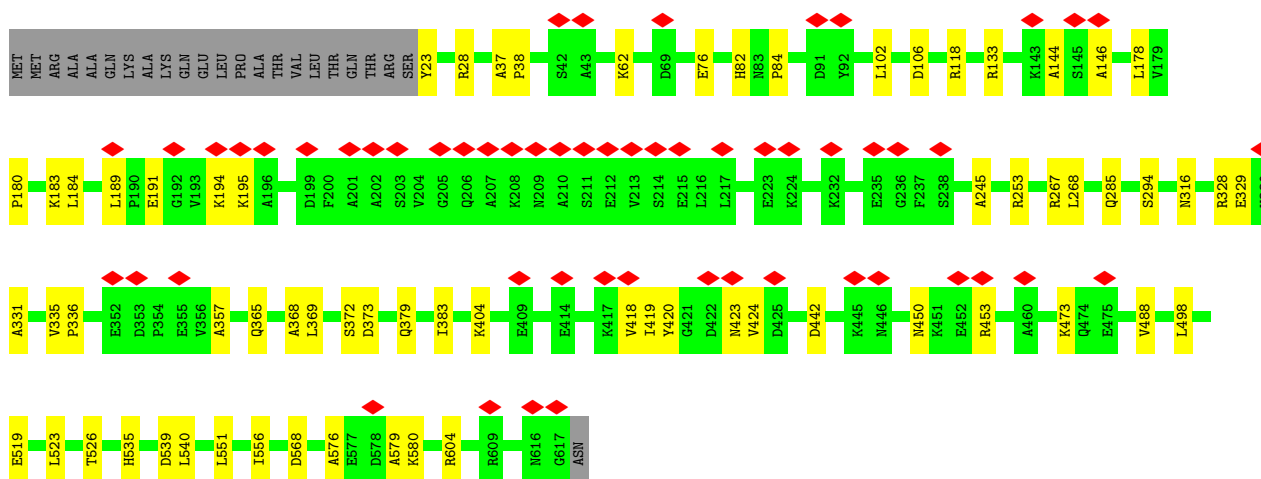 MET MET ARG ALA ALA ALA GLN LYS ALA LYS GLN GLU LEU PRO ALA THR VAL LEU THR GLN THR ARG SER Y23 R28 A37 P38 S42 A43 K62 D69 E76 H82 N83 P84 D91 Y92 L102 D106 R118 R133 K143 A144 S145 A146 L178 V179
P180 K183 L184 L189 P190 E191 G192 V193 K194 K195 A196 D199 F200 A201 A202 S203 V204 G205 Q206 A207 K208 N209 A210 S211 E212 V213 S214 E215 L216 L217 E223 K224 K232 E235 G236 F237 S238 A245 R253 R267 L268 Q285 S294 N316 R328 E329
A331 V335 P336 E352 D353 P354 E355 V356 A357 Q365 A368 L369 S372 D373 Q379 I383 K404 E409 E414 K417 V418 I419 Y420 G421 D422 N423 V424 D425 D442 K445 N446 N450 K451 E452 R453 A460 K473 Q474 E475 V488 L498
E519 L523 T526 H535 D539 L540 L551 I556 D568 A576 E577 D578 A579 K580 R604 R609 N616 G617 ASN